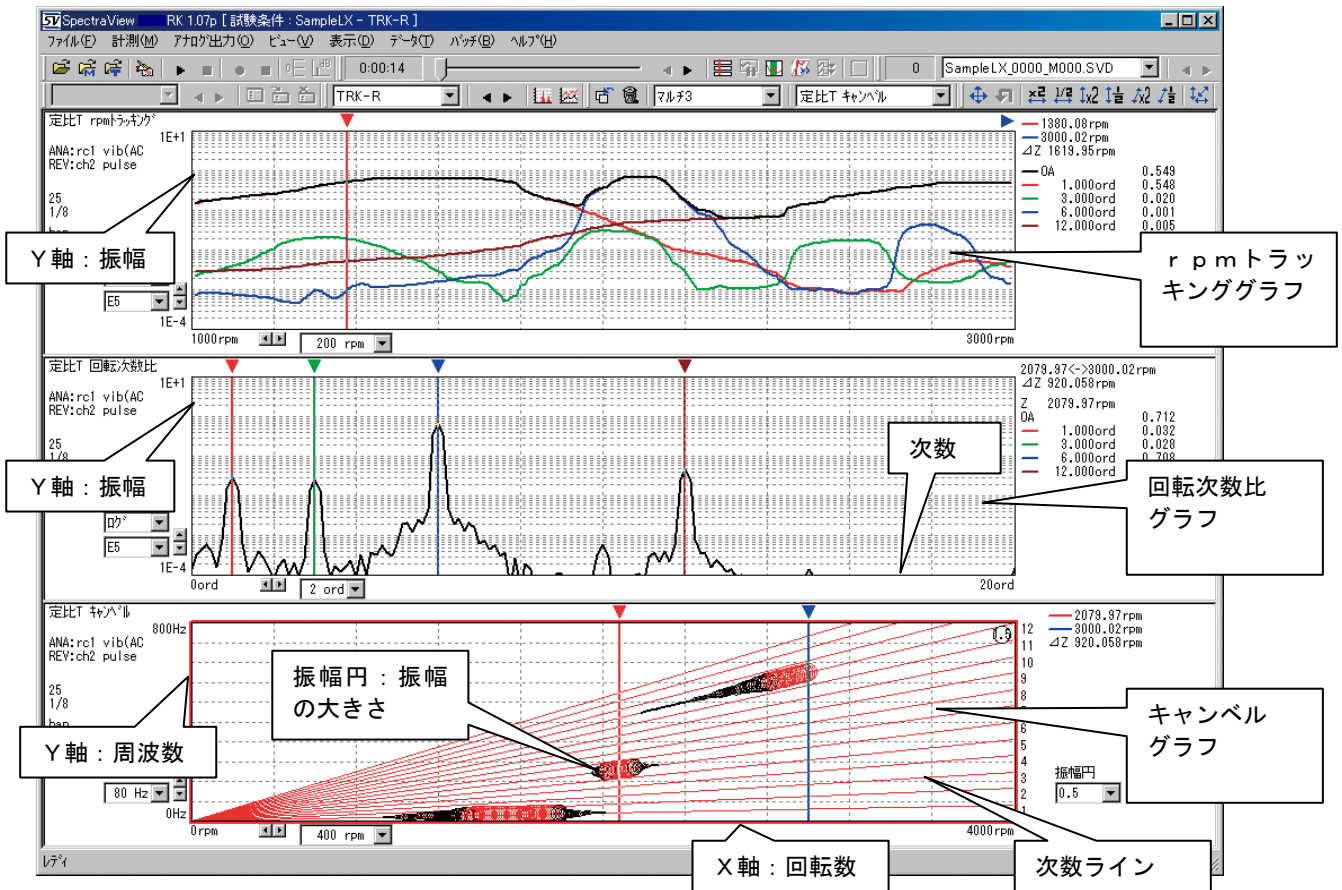 SpectraView RK 1.07p [ 試験条件 : SampleLX - TRK-R ]
ファイル(F) 計測(M) アナログ出力(O) ビュー(V) 表示(D) データ(T) バッチ(B) ヘルプ(H)
0:00:14 0 SampleLX_0000_M000.SVD
TRK-R マルチ3 定比T キャンベル
定比T rpmトラッキング
1E+1
ANA:rc1 vib(AC
REV:ch2 pulse
25
1/8
han
Y軸：振幅
E5
1E-4
1000rpm
200 rpm
3000rpm
1380.08rpm
3000.02rpm
⊿Z 1619.95rpm
OA 0.549
1.000ord 0.548
3.000ord 0.020
6.000ord 0.001
12.000ord 0.005
rpmトラッ
キンググラフ
定比T 回転次数比
1E+1
ANA:rc1 vib(AC
REV:ch2 pulse
25
1/8
Y軸：振幅
ログ
E5
1E-4
0ord
2 ord
20ord
次数
2079.97<->3000.02rpm
⊿Z 920.058rpm
Z 2079.97rpm
OA 0.712
1.000ord 0.032
3.000ord 0.028
6.000ord 0.708
12.000ord
回転次数比
グラフ
定比T キャンベル
800Hz
ANA:rc1 vib(AC
REV:ch2 pulse
25
1/8
han
Y軸：周波数
80 Hz
0Hz
0rpm
400 rpm
4000rpm
振幅円：振幅
の大きさ
12
11
10
9
8
6
5
4
3
2
1
2079.97rpm
3000.02rpm
⊿Z 920.058rpm
キャンベル
グラフ
振幅円
0.5
X軸：回転数
次数ライン
レディ